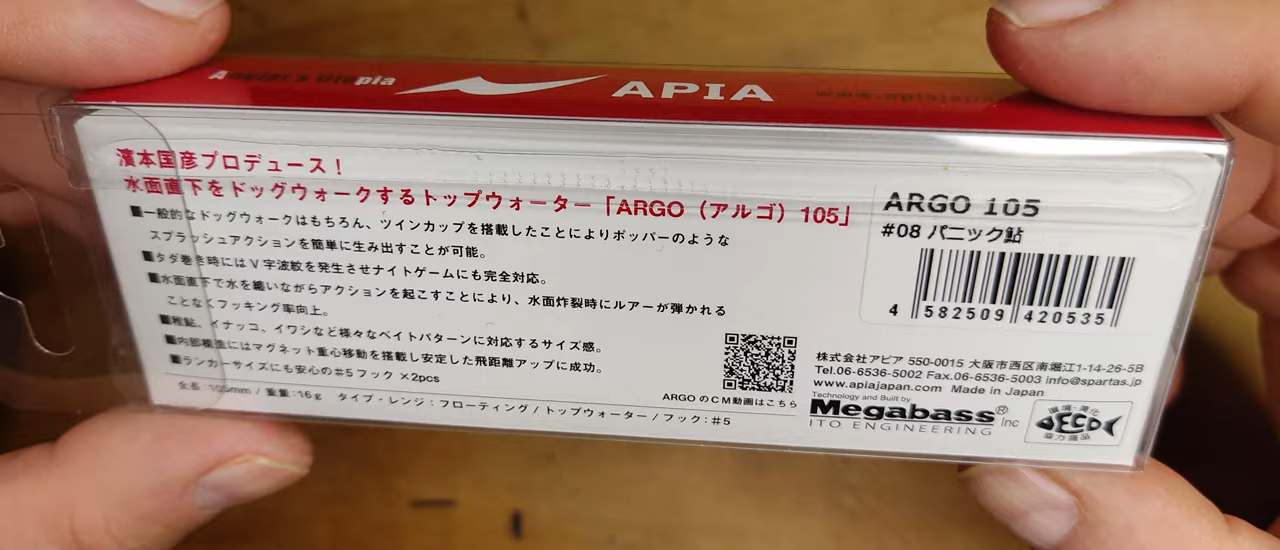 Angler's Utopia APIA www.apiajapan
濱本国彦プロデュース!
水面直下をドッグウォークするトップウォーター「ARGO（アルゴ）105」
■一般的なドッグウォークはもちろん、ツインカップを搭載したことによりポッパーのような
スプラッシュアクションを簡単に生み出すことが可能。
■タダ巻き時にはV字波紋を発生させナイトゲームにも完全対応。
■水面直下で水を纏いながらアクションを起こすことにより、水面炸裂時にルアーが弾かれる
ことなくフッキング率向上。
■稚鮎、イナッコ、イワシなど様々なベイトパターンに対応するサイズ感。
■内部構造にはマグネット重心移動を搭載し安定した飛距離アップに成功。
■ランカーサイズにも安心の#5フック ×2pcs
全長:105mm / 重量:16g タイプ・レンジ:フローティング / トップウォーター / フック:#5
ARGO のCM動画はこちら
ARGO 105
#08 パニック鮎
4 582509 420535
株式会社アピア 550-0015 大阪市西区南堀江1-14-26-5B
Tel.06-6536-5002 Fax.06-6536-5003 info@spartas.jp
www.apiajapan.com Made in Japan
Technology and Built by
Megabass® Inc
ITO ENGINEERING
環境・美化
ECO
協力商品